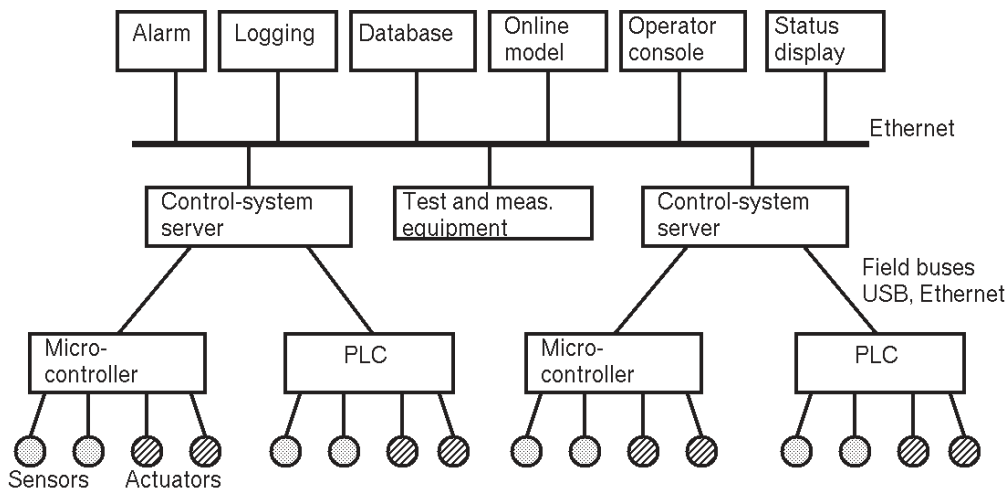 Alarm
Logging
Database
Online
model
Operator
console
Status
display
Ethernet
Control-system
server
Test and meas.
equipment
Control-system
server
Field buses
USB, Ethernet
Micro-
controller
PLC
Micro-
controller
PLC
Sensors
Actuators